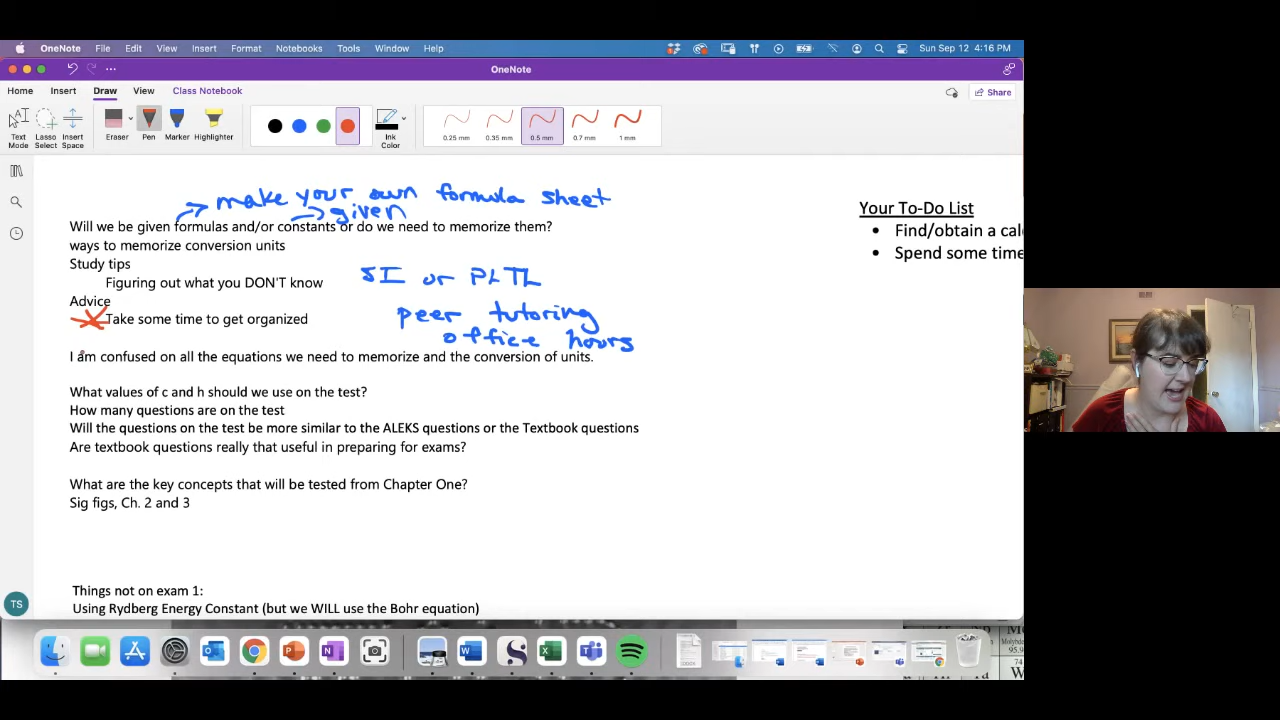 OneNote File Edit View Insert Format Notebooks Tools Window Help Sun Sep 12 4:16 PM
OneNote
Home Insert Draw View Class Notebook Share
Text Mode
Lasso Select
Insert Space
Eraser
Pen
Marker
Highlighter
Ink Color
0.25 mm
0.35 mm
0.5 mm
0.7 mm
1 mm
make your own formula sheet
given
Will we be given formulas and/or constants or do we need to memorize them?
ways to memorize conversion units
Study tips
Figuring out what you DON'T know
SI or PLTL
Advice
peer tutoring
Take some time to get organized
office hours
I am confused on all the equations we need to memorize and the conversion of units.
What values of c and h should we use on the test?
How many questions are on the test
Will the questions on the test be more similar to the ALEKS questions or the Textbook questions
Are textbook questions really that useful in preparing for exams?
What are the key concepts that will be tested from Chapter One?
Sig figs, Ch. 2 and 3
Things not on exam 1:
Using Rydberg Energy Constant (but we WILL use the Bohr equation)
Your To-Do List
• Find/obtain a cal
• Spend some time
TS